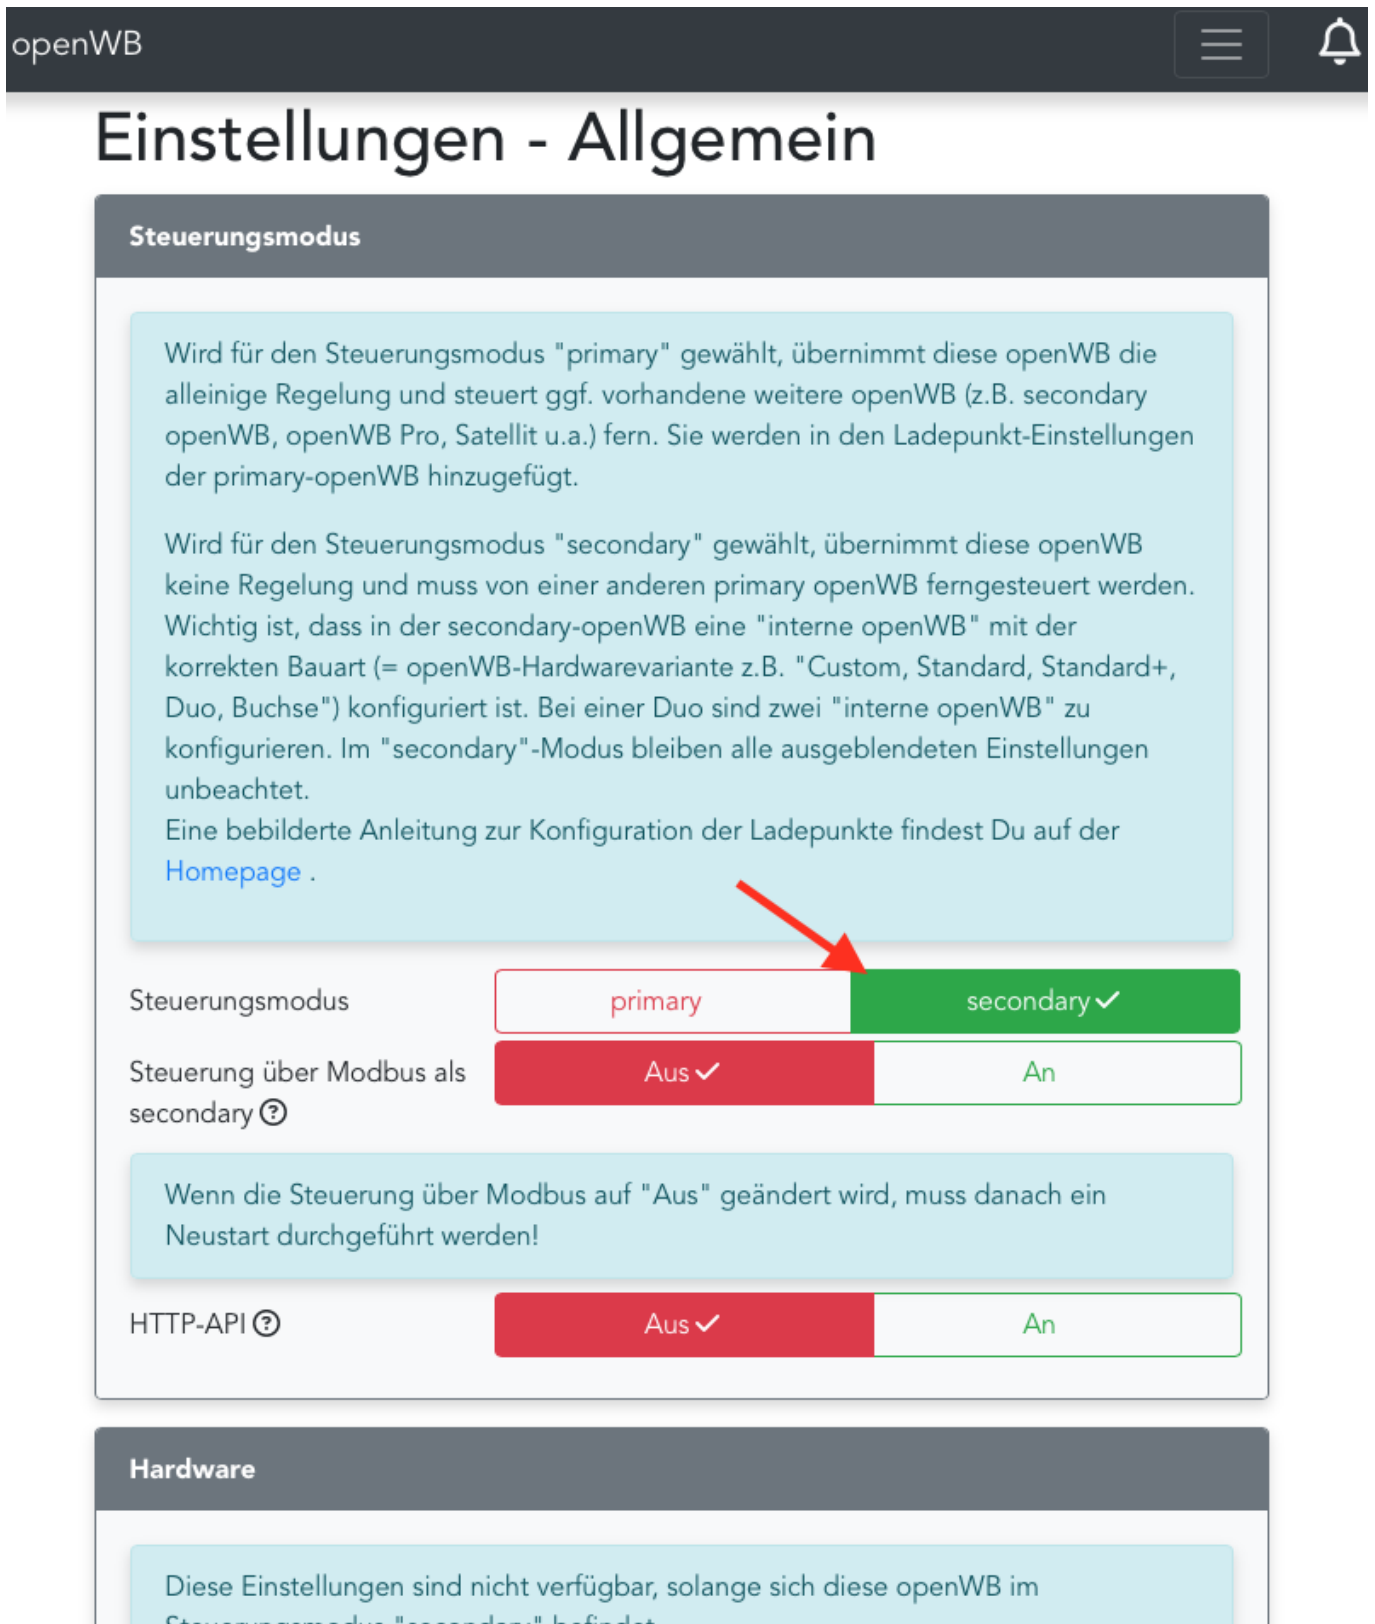 openWB
Einstellungen - Allgemein
Steuerungsmodus
Wird für den Steuerungsmodus "primary" gewählt, übernimmt diese openWB die
alleinige Regelung und steuert ggf. vorhandene weitere openWB (z.B. secondary
openWB, openWB Pro, Satellit u.a.) fern. Sie werden in den Ladepunkt-Einstellungen
der primary-openWB hinzugefügt.
Wird für den Steuerungsmodus "secondary" gewählt, übernimmt diese openWB
keine Regelung und muss von einer anderen primary openWB ferngesteuert werden.
Wichtig ist, dass in der secondary-openWB eine "interne openWB" mit der
korrekten Bauart (= openWB-Hardwarevariante z.B. "Custom, Standard, Standard+,
Duo, Buchse") konfiguriert ist. Bei einer Duo sind zwei "interne openWB" zu
konfigurieren. Im "secondary"-Modus bleiben alle ausgeblendeten Einstellungen
unbeachtet.
Eine bebilderte Anleitung zur Konfiguration der Ladepunkte findest Du auf der
Homepage .
Steuerungsmodus primary secondary
Steuerung über Modbus als Aus An
secondary
Wenn die Steuerung über Modbus auf "Aus" geändert wird, muss danach ein
Neustart durchgeführt werden!
HTTP-API Aus An
Hardware
Diese Einstellungen sind nicht verfügbar, solange sich diese openWB im
Steuerungsmodus "secondary" befindet